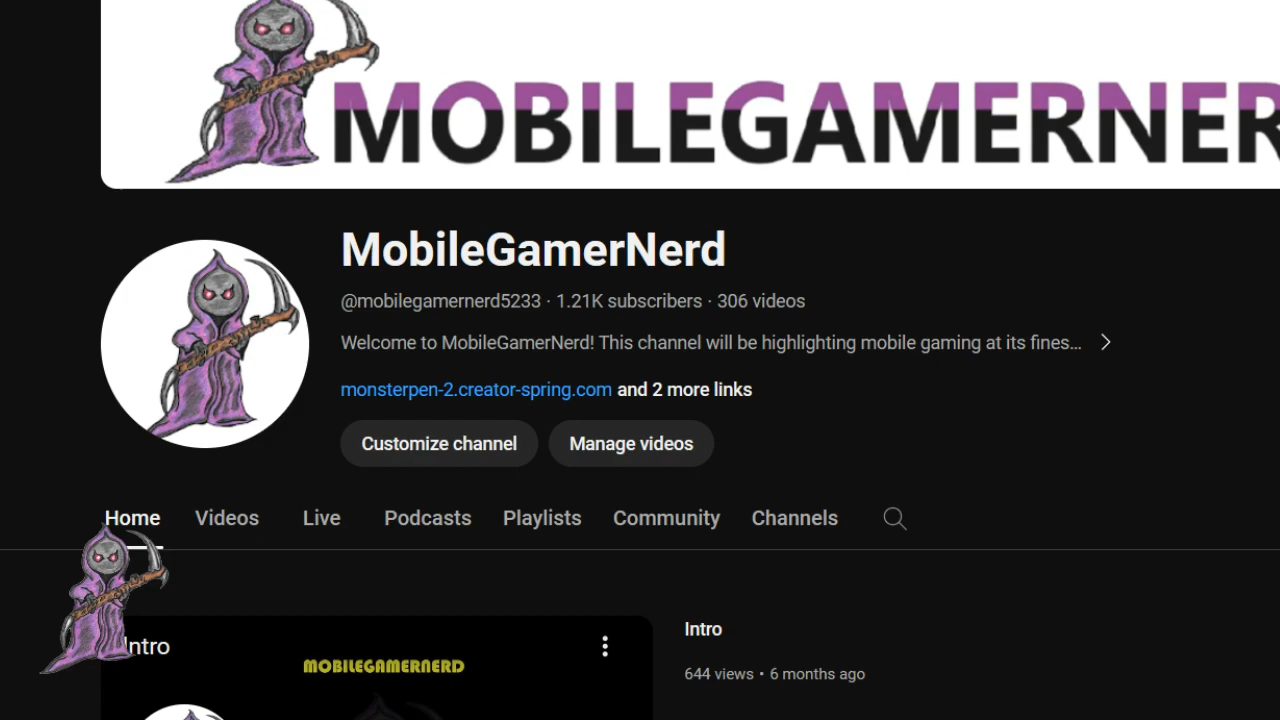 MOBILEGAMERNER
MobileGamerNerd
@mobilegamernerd5233 · 1.21K subscribers · 306 videos
Welcome to MobileGamerNerd! This channel will be highlighting mobile gaming at its fines...
monsterpen-2.creator-spring.com and 2 more links
Customize channel Manage videos
Home Videos Live Podcasts Playlists Community Channels
Intro
MOBILEGAMERNERD
Intro
644 views • 6 months ago